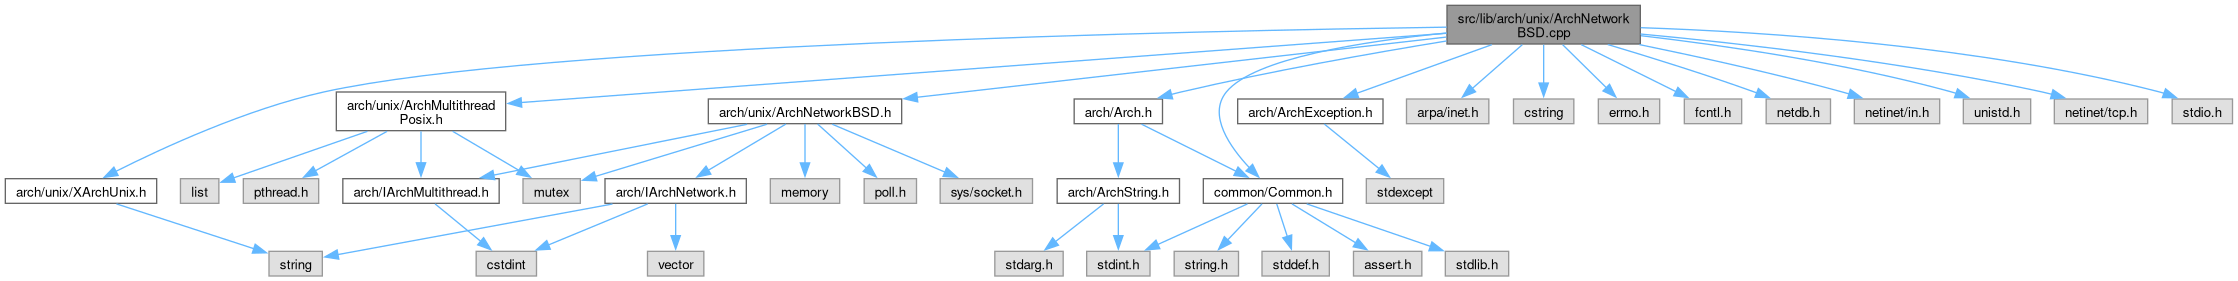 src/lib/arch/unix/ArchNetwork
BSD.cpp
arch/unix/ArchMultithread
Posix.h
arch/unix/ArchNetworkBSD.h
arch/Arch.h
arch/ArchException.h
arpa/inet.h
cstring
errno.h
fcntl.h
netdb.h
netinet/in.h
unistd.h
netinet/tcp.h
stdio.h
arch/unix/XArchUnix.h
list
pthread.h
arch/IArchMultithread.h
mutex
arch/IArchNetwork.h
memory
poll.h
sys/socket.h
arch/ArchString.h
common/Common.h
stdexcept
string
cstdint
vector
stdarg.h
stdint.h
string.h
stddef.h
assert.h
stdlib.h